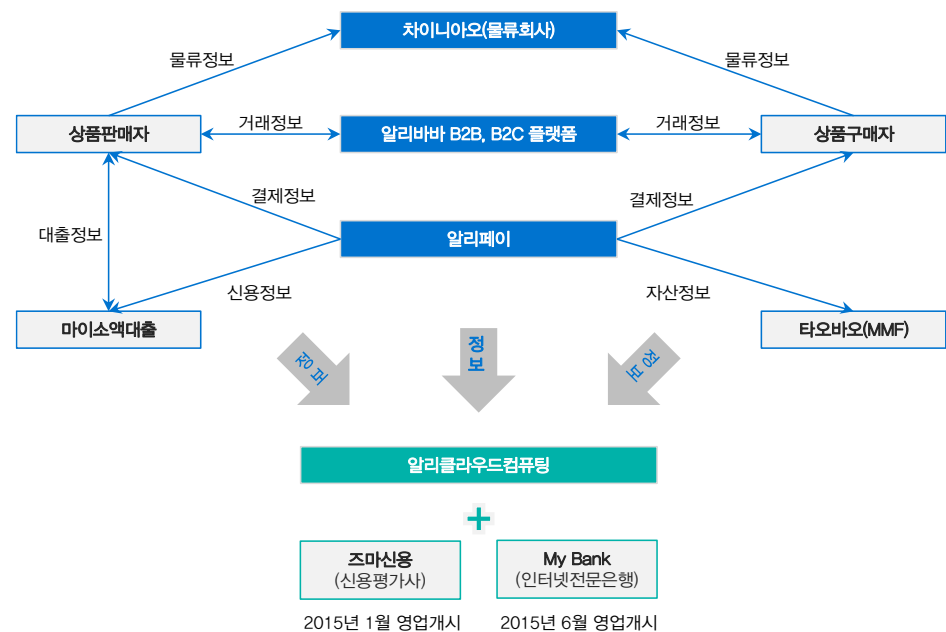 차이니아오(물류회사)
물류정보
물류정보
상품판매자
거래정보
알리바바 B2B, B2C 플랫폼
거래정보
상품구매자
결제정보
결제정보
대출정보
알리페이
신용정보
자산정보
마이소액대출
타오바오(MMF)
정보
정
보
정보
알리클라우드컴퓨팅
+
즈마신용
(신용평가사)
My Bank
(인터넷전문은행)
2015년 1월 영업개시
2015년 6월 영업개시